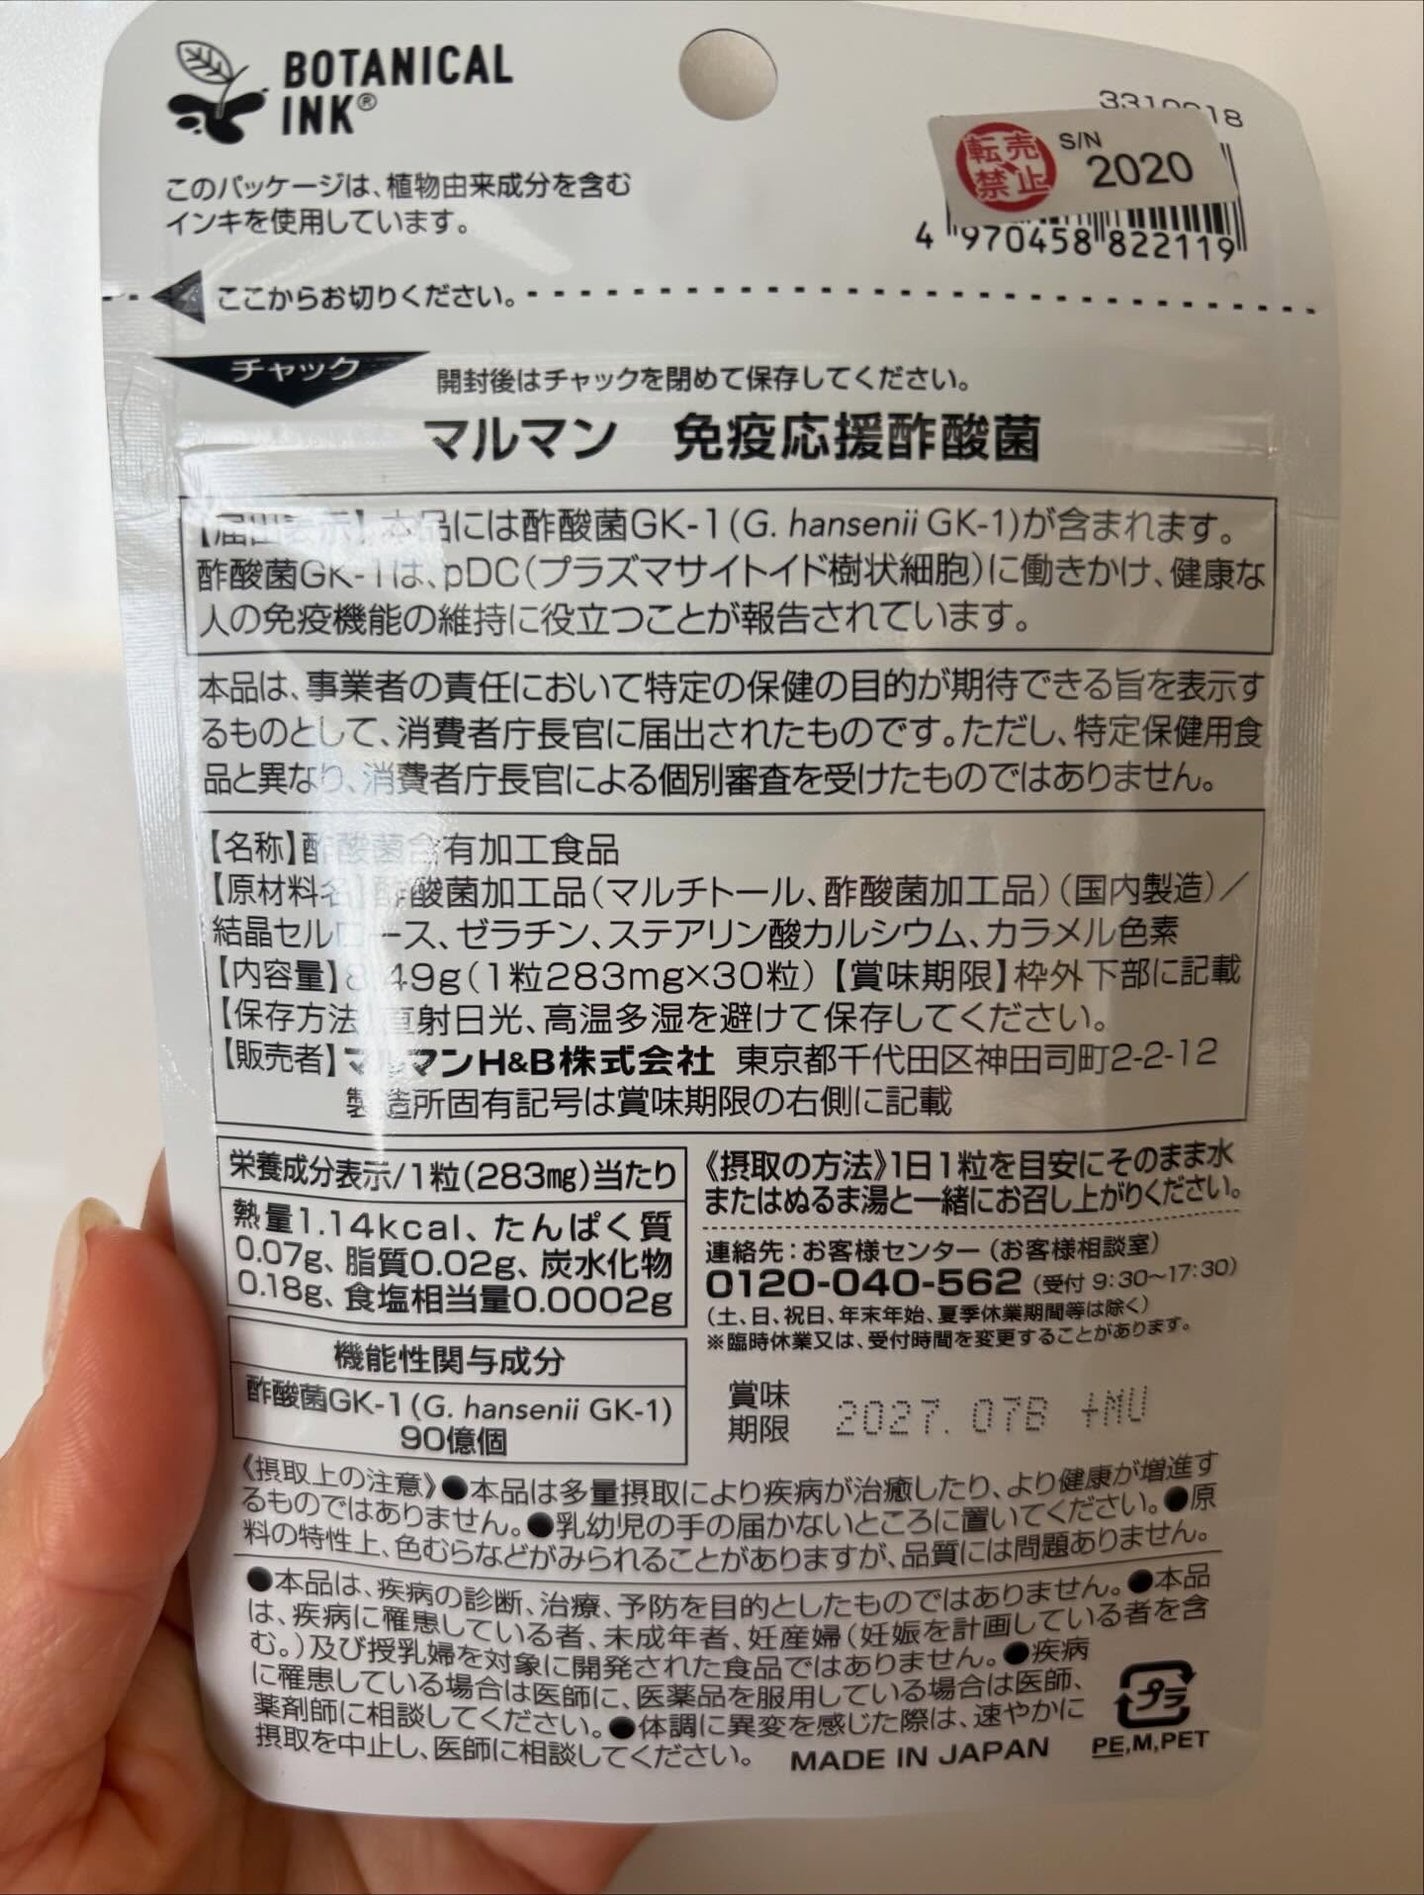 BOTANICAL
INK®
このパッケージは、植物由来成分を含む
インキを使用しています。
転売
禁止
S/N
2020
4 970458 822119
ここからお切りください。
チャック
開封後はチャックを閉めて保存してください。
マルマン 免疫応援酢酸菌
【届出表示】本品には酢酸菌GK-1(G. hansenii GK-1)が含まれます。
酢酸菌GK-1は、pDC(プラズマサイトイド樹状細胞)に働きかけ、健康な
人の免疫機能の維持に役立つことが報告されています。
本品は、事業者の責任において特定の保健の目的が期待できる旨を表示す
るものとして、消費者庁長官に届出されたものです。ただし、特定保健用食
品と異なり、消費者庁長官による個別審査を受けたものではありません。
【名称】酢酸菌含有加工食品
【原材料名】酢酸菌加工品(マルチトール、酢酸菌加工品)(国内製造)/
結晶セルロース、ゼラチン、ステアリン酸カルシウム、カラメル色素
【内容量】8.49g(1粒283mg×30粒)【賞味期限】枠外下部に記載
【保存方法】直射日光、高温多湿を避けて保存してください。
【販売者】マルマンH&B株式会社 東京都千代田区神田司町2-2-12
製造所固有記号は賞味期限の右側に記載
栄養成分表示/1粒(283mg)当たり
熱量1.14kcal、たんぱく質
0.07g、脂質0.02g、炭水化物
0.18g、食塩相当量0.0002g
機能性関与成分
酢酸菌GK-1(G. hansenii GK-1)
90億個
《摂取の方法》1日1粒を目安にそのまま水
またはぬるま湯と一緒にお召し上がりください。
連絡先:お客様センター(お客様相談室)
0120-040-562(受付 9:30〜17:30)
(土、日、祝日、年末年始、夏季休業期間等は除く)
※臨時休業又は、受付時間を変更することがあります。
賞味
期限
2027.07B +MU
《摂取上の注意》●本品は多量摂取により疾病が治癒したり、より健康が増進す
るものではありません。●乳幼児の手の届かないところに置いてください。●原
料の特性上、色むらなどがみられることがありますが、品質には問題ありません。
●本品は、疾病の診断、治療、予防を目的としたものではありません。●本品
は、疾病に罹患している者、未成年者、妊産婦(妊娠を計画している者を含
む。)及び授乳婦を対象に開発された食品ではありません。●疾病
に罹患している場合は医師に、医薬品を服用している場合は医師、
薬剤師に相談してください。●体調に異変を感じた際は、速やかに
摂取を中止し、医師に相談してください。
MADE IN JAPAN
プラ
PE,M,PET